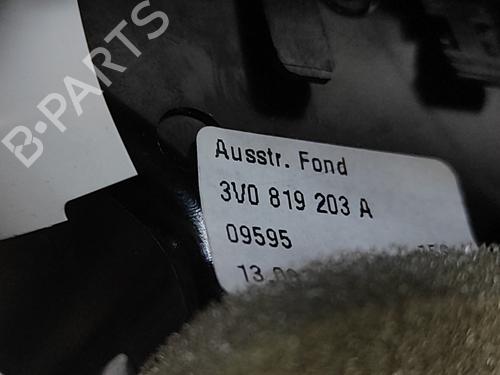 B-PARTS
Ausstr. Fond
3V0 819 203 A
09595